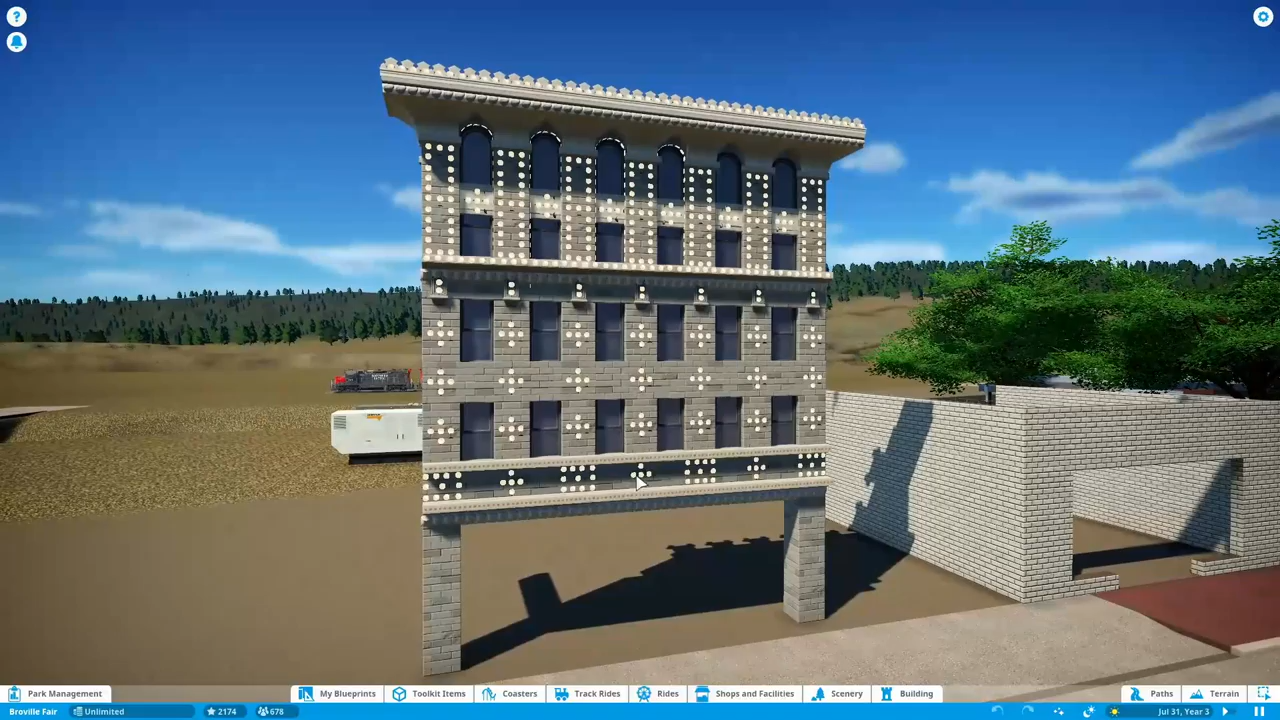 ?
Park Management
My Blueprints
Toolkit Items
Coasters
Track Rides
Rides
Shops and Facilities
Scenery
Building
Paths
Terrain
Broville Fair
Unlimited
2174
678
Jul 31, Year 3